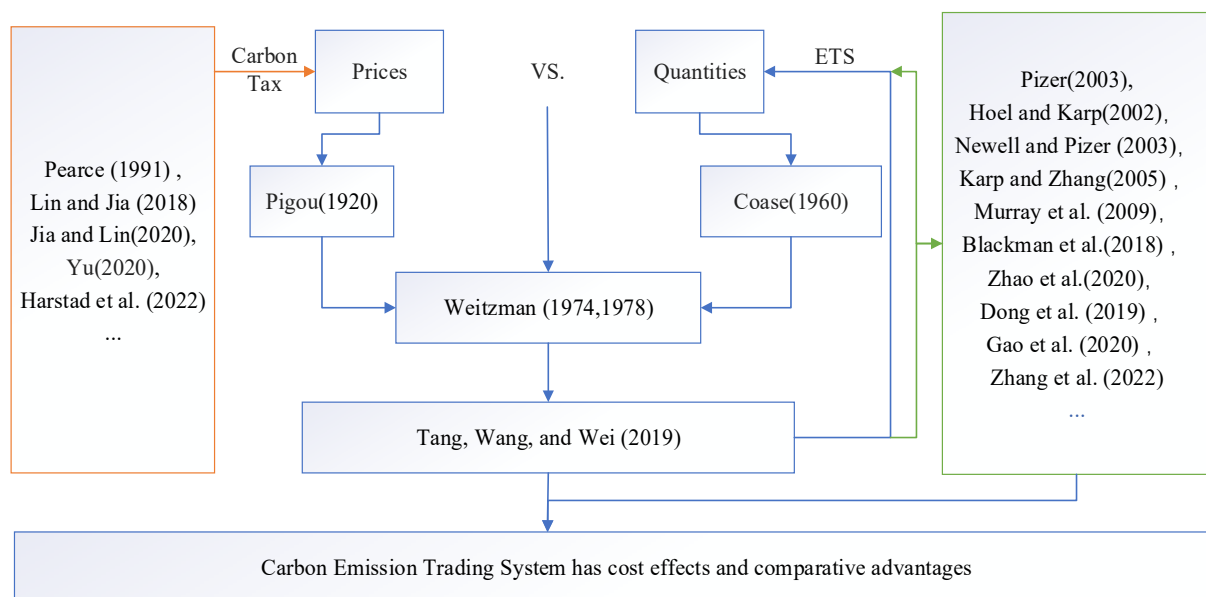 Carbon
Tax
Prices
VS.
Quantities
ETS
Pearce (1991) ,
Lin and Jia (2018)
Jia and Lin(2020),
Yu(2020),
Harstad et al. (2022)
...
Pigou(1920)
Coase(1960)
Weitzman (1974,1978)
Tang, Wang, and Wei (2019)
Pizer(2003),
Hoel and Karp(2002),
Newell and Pizer (2003),
Karp and Zhang(2005) ,
Murray et al. (2009),
Blackman et al.(2018) ,
Zhao et al.(2020),
Dong et al. (2019) ,
Gao et al. (2020) ,
Zhang et al. (2022)
...
Carbon Emission Trading System has cost effects and comparative advantages